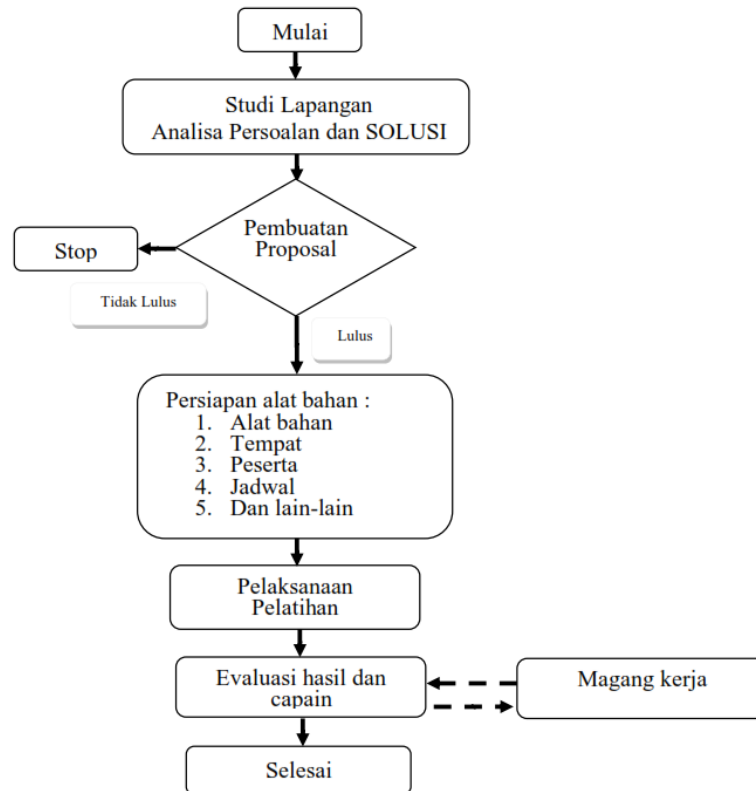 Mulai
Studi Lapangan
Analisa Persoalan dan SOLUSI
Pembuatan
Proposal
Stop
Tidak Lulus
Lulus
Persiapan alat bahan :
1. Alat bahan
2. Tempat
3. Peserta
4. Jadwal
5. Dan lain-lain
Pelaksanaan
Pelatihan
Evaluasi hasil dan
capain
Magang kerja
Selesai